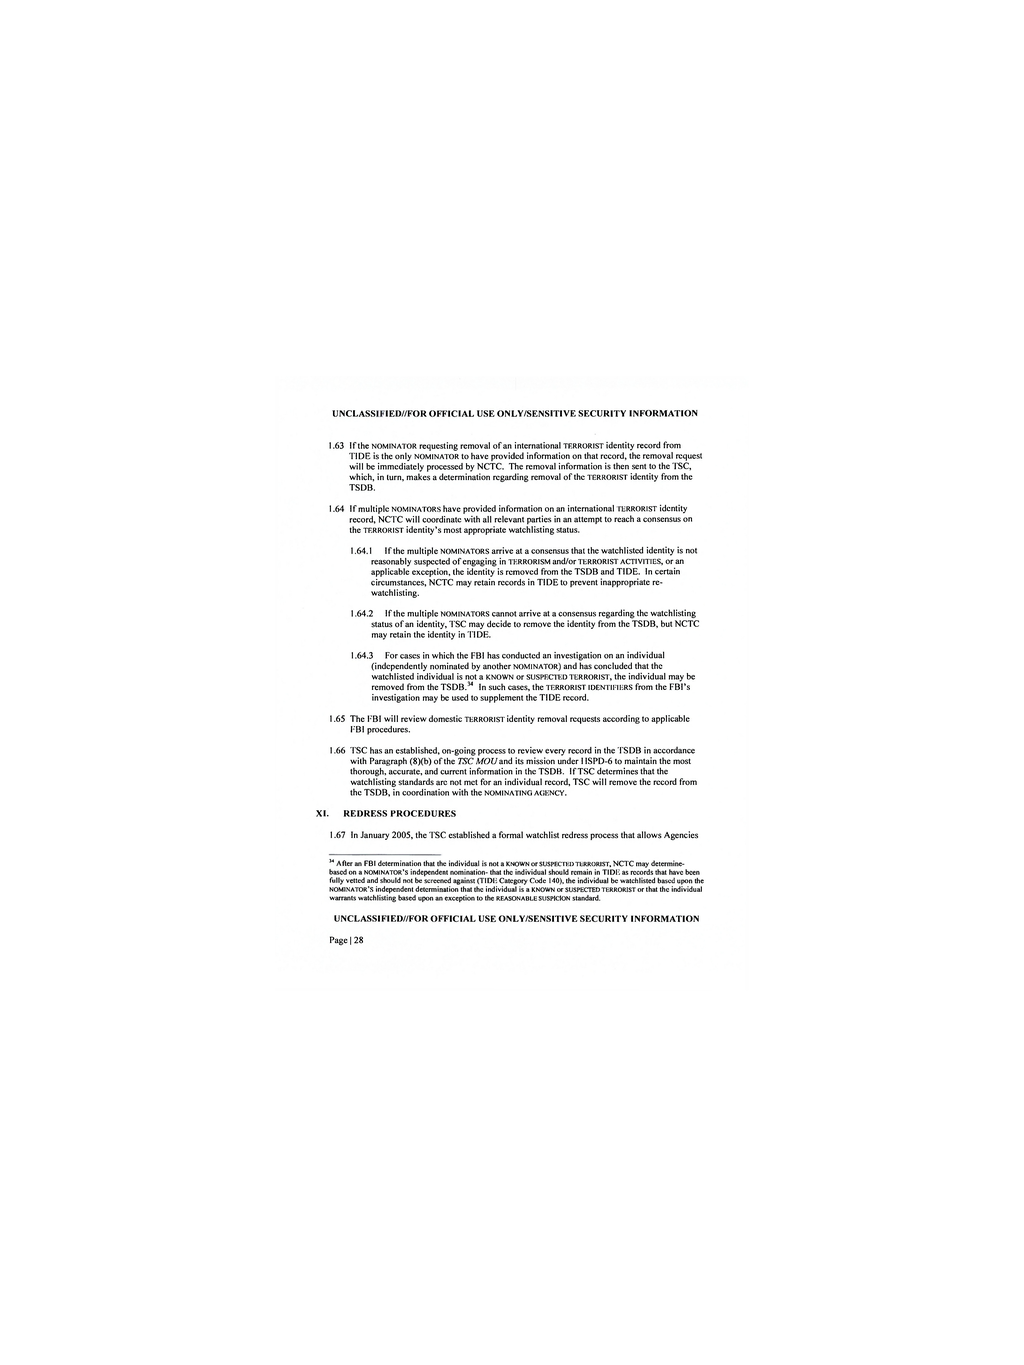 UNCLASSIFIED//FOR OFFICIAL USE ONLY/SENSITIVE SECURITY INFORMATION
1.63 If the NOMINATOR requesting removal of an international TERRORIST identity record from
TIDE is the only NOMINATOR to have provided information on that record, the removal request
will be immediately processed by NCTC. The removal information is then sent to the TSC,
which, in turn, makes a determination regarding removal of the TERRORIST identity from the
TSDB.
1.64 If multiple NOMINATORS have provided information on an international TERRORIST identity
record, NCTC will coordinate with all relevant parties in an attempt to reach a consensus on
the TERRORIST identity's most appropriate watchlisting status.
1.64.1 If the multiple NOMINATORS arrive at a consensus that the watchlisted identity is not
reasonably suspected of engaging in TERRORISM and/or TERRORIST ACTIVITIES, or an
applicable exception, the identity is removed from the TSDB and TIDE. In certain
circumstances, NCTC may retain records in TIDE to prevent inappropriate re-
watchlisting.
1.64.2 If the multiple NOMINATORS cannot arrive at a consensus regarding the watchlisting
status of an identity, TSC may decide to remove the identity from the TSDB, but NCTC
may retain the identity in TIDE.
1.64.3 For cases in which the FBI has conducted an investigation on an individual
(independently nominated by another NOMINATOR) and has concluded that the
watchlisted individual is not a KNOWN or SUSPECTED TERRORIST, the individual may be
removed from the TSDB.34 In such cases, the TERRORIST IDENTIFIERS from the FBI's
investigation may be used to supplement the TIDE record.
1.65 The FBI will review domestic TERRORIST identity removal requests according to applicable
FBI procedures.
1.66 TSC has an established, on-going process to review every record in the TSDB in accordance
with Paragraph (8)(b) of the TSC MOU and its mission under HSPD-6 to maintain the most
thorough, accurate, and current information in the TSDB. If TSC determines that the
watchlisting standards are not met for an individual record, TSC will remove the record from
the TSDB, in coordination with the NOMINATING AGENCY.
XI. REDRESS PROCEDURES
1.67 In January 2005, the TSC established a formal watchlist redress process that allows Agencies
34 After an FBI determination that the individual is not a KNOWN or SUSPECTED TERRORIST, NCTC may determine-
based on a NOMINATOR'S independent nomination- that the individual should remain in TIDE as records that have been
fully vetted and should not be screened against (TIDE Category Code 140), the individual be watchlisted based upon the
NOMINATOR'S independent determination that the individual is a KNOWN or SUSPECTED TERRORIST or that the individual
warrants watchlisting based upon an exception to the REASONABLE SUSPICION standard.
UNCLASSIFIED//FOR OFFICIAL USE ONLY/SENSITIVE SECURITY INFORMATION
Page | 28